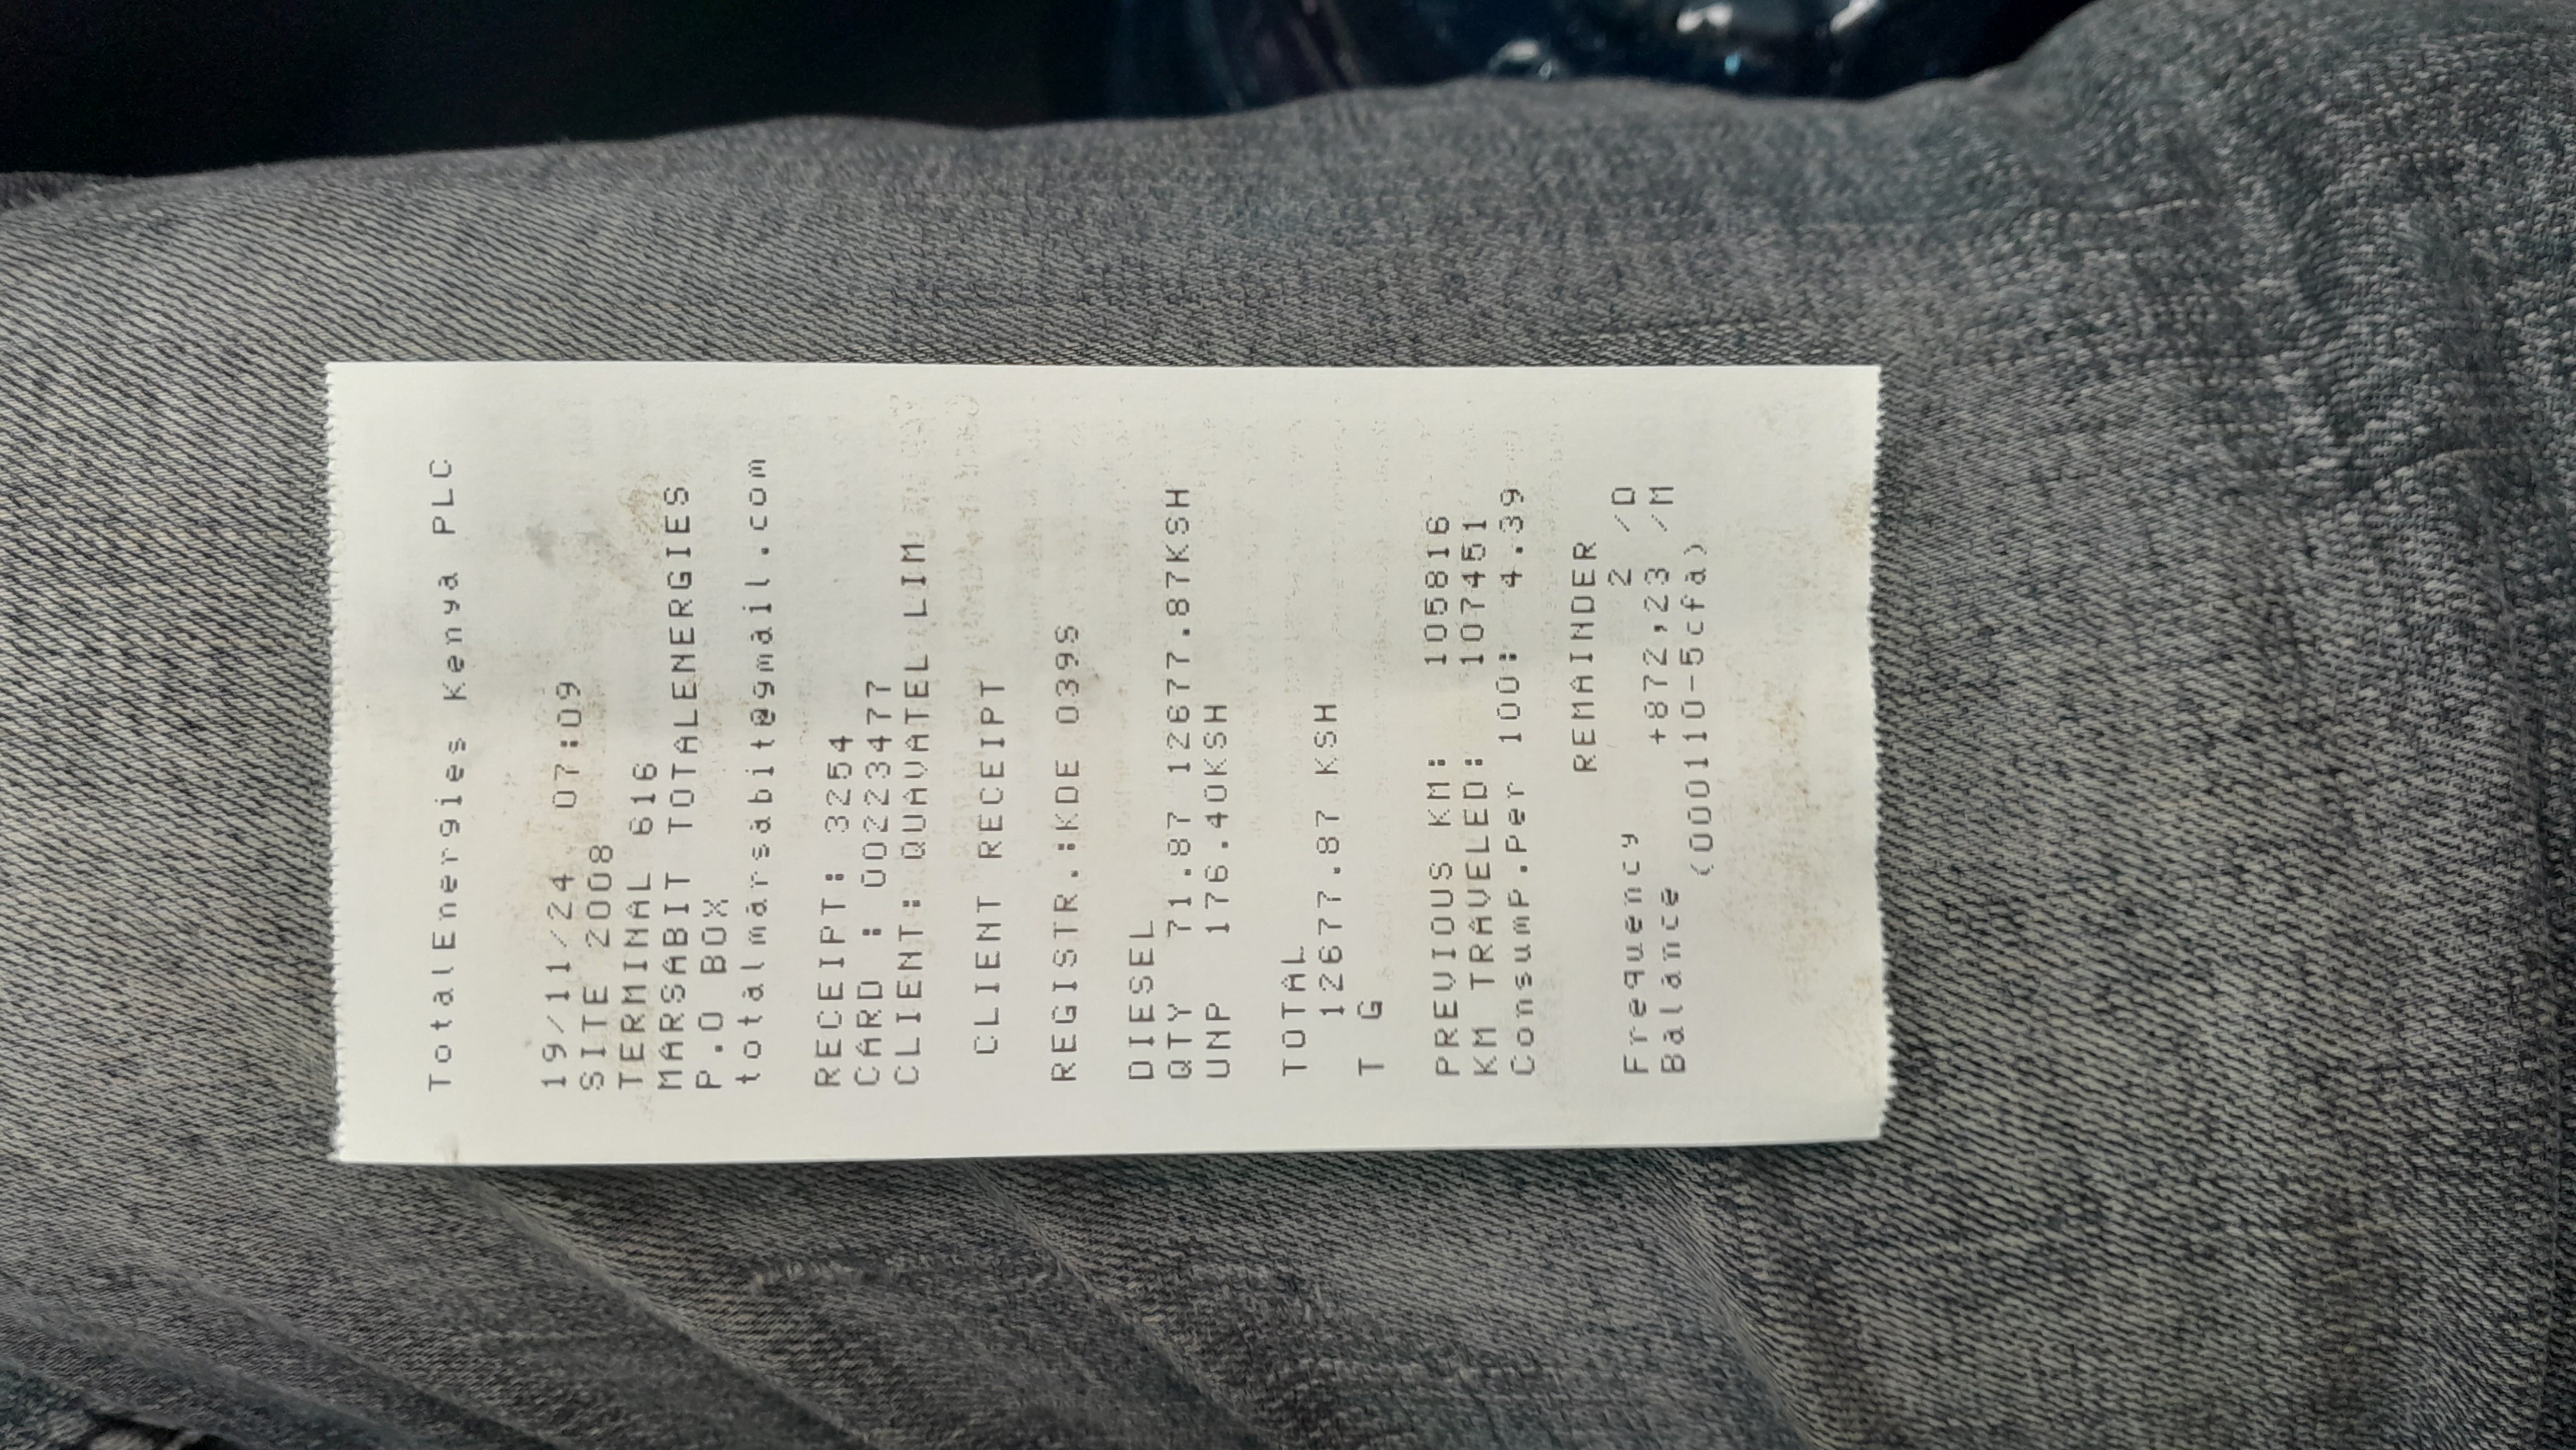 TotalEnergies Kenya PLC
19/11/24 07:09
SITE 2008
TERMINAL 616
MARSABIT TOTALENERGIES
P.O BOX
totalmarsabit@gmail.com
RECEIPT: 3254
CARD : 00223477
CLIENT: QUAVATEL LIM
CLIENT RECEIPT
REGISTR.:KDE 039S
DIESEL
QTY 71.87 12677.87KSH
UNP 176.40KSH
TOTAL
12677.87 KSH
T G
PREVIOUS KM: 105816
KM TRAVELED: 107451
Consump.Per 100: 4.39
REMAINDER
Frequency 2 /D
Balance +872,23 /M
(000110-5cfa)